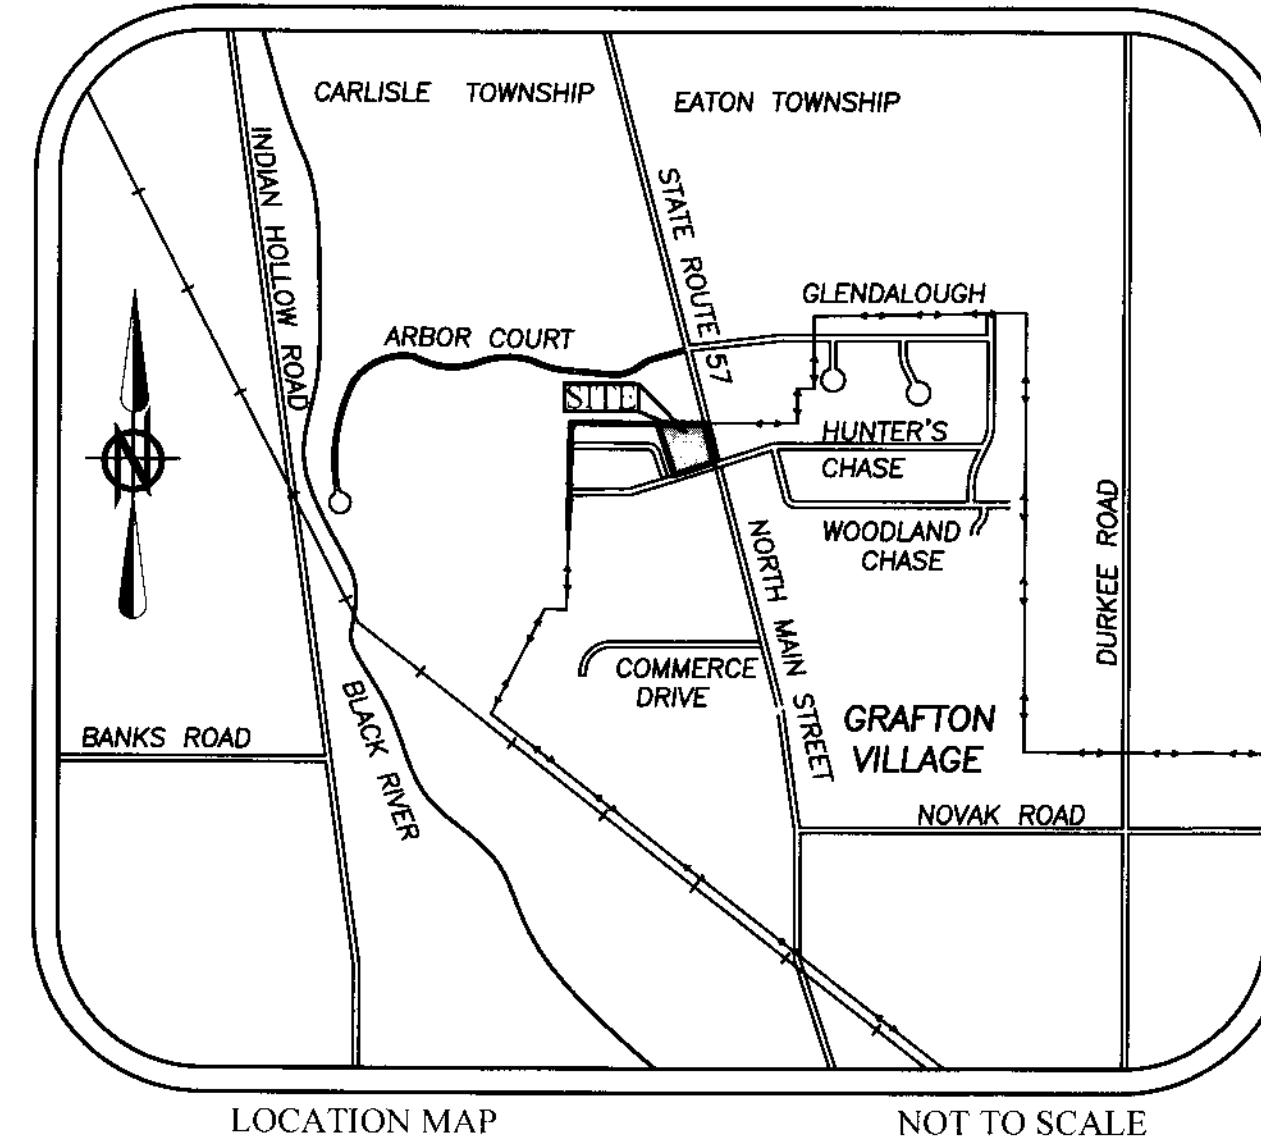 CARLISLE TOWNSHIP
EATON TOWNSHIP
INDIAN HOLLOW ROAD
STATE ROUTE 57
GLENDALOUGH
ARBOR COURT
SITE
HUNTER'S
CHASE
N
WOODLAND
CHASE
DURKEE ROAD
NORTH MAIN STREET
COMMERCE
DRIVE
BLACK RIVER
GRAFTON
VILLAGE
BANKS ROAD
NOVAK ROAD
LOCATION MAP
NOT TO SCALE